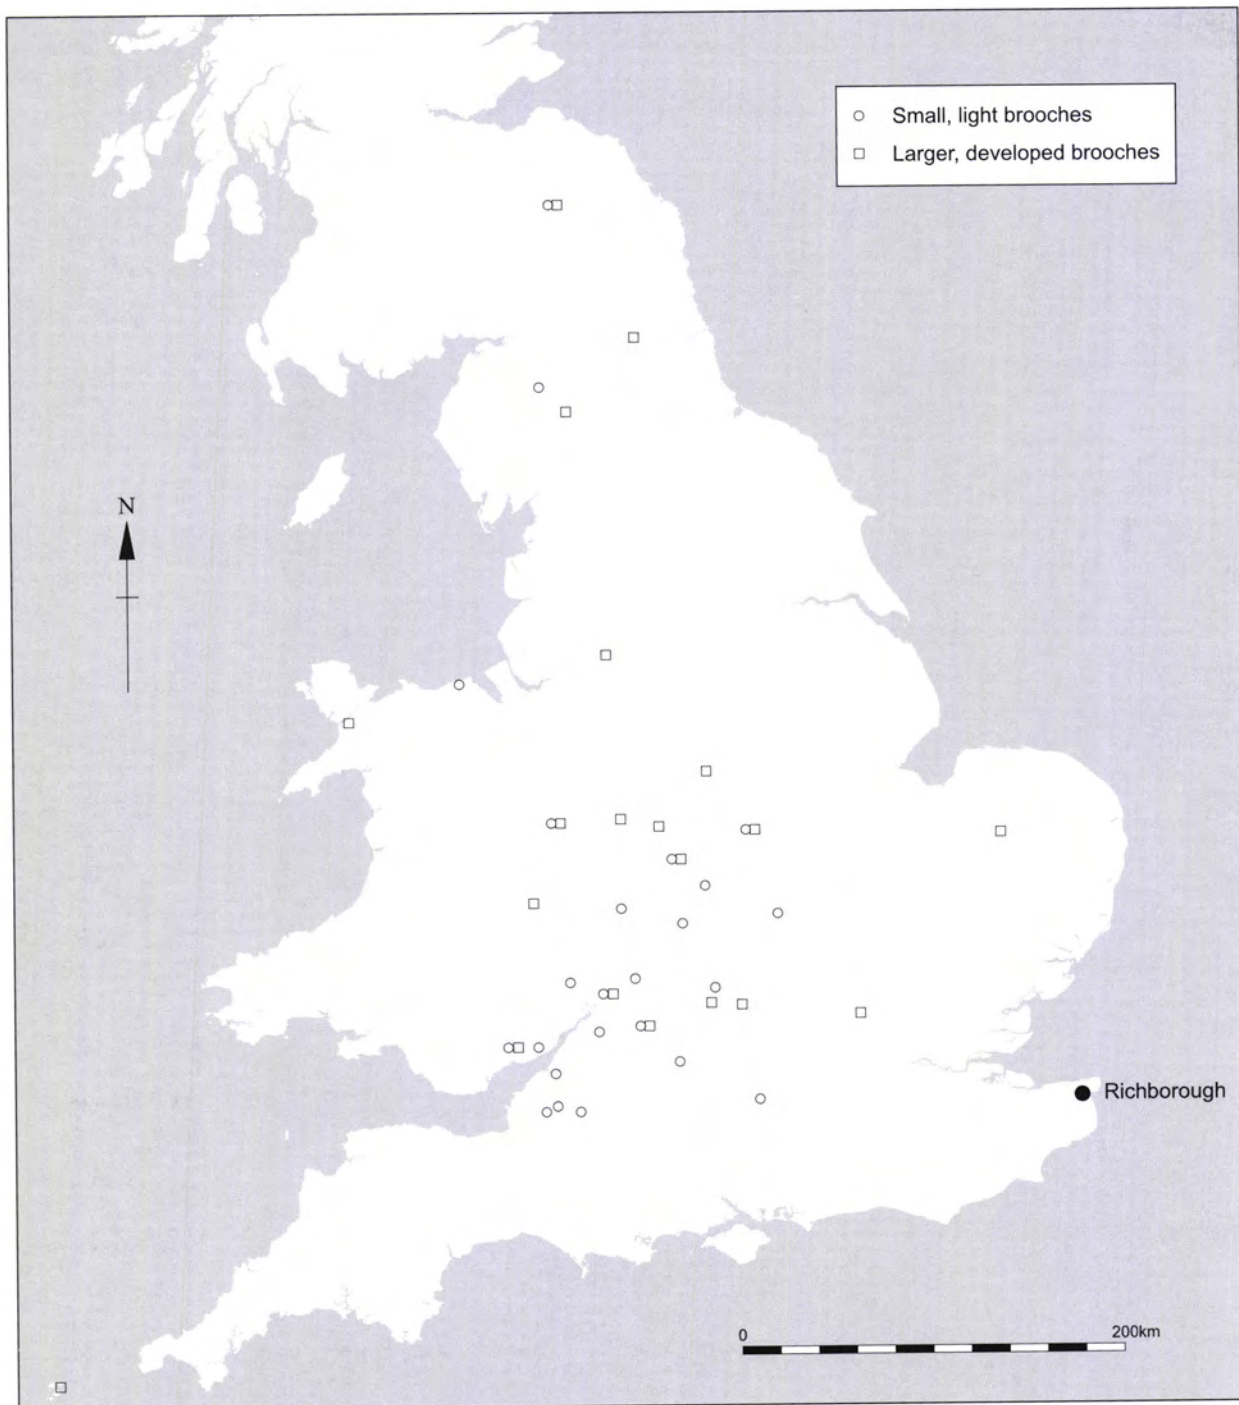 Small, light brooches
Larger, developed brooches
N
Richborough
0 200km